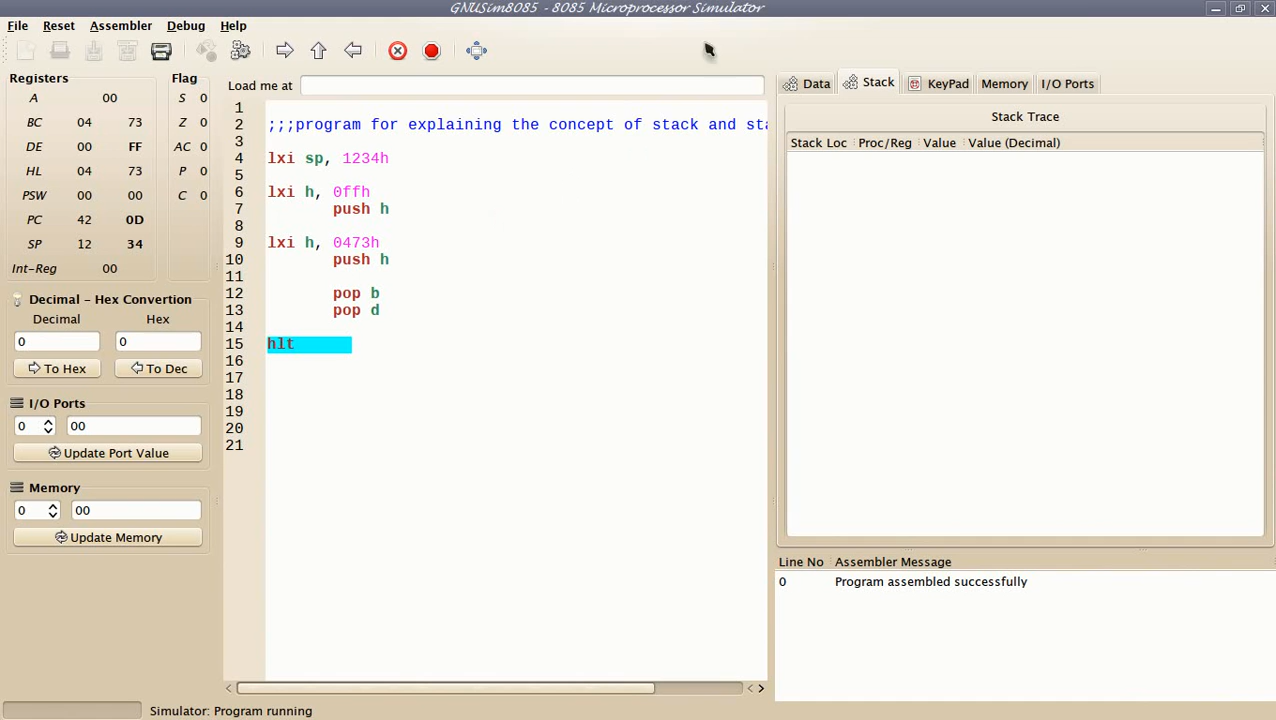 GNUSim8085 - 8085 Microprocessor Simulator
File Reset Assembler Debug Help
Registers Flag
A 00 S 0
BC 04 73 Z 0
DE 00 FF AC 0
HL 04 73 P 0
PSW 00 00 C 0
PC 42 0D
SP 12 34
Int-Reg 00
Decimal - Hex Convertion
Decimal Hex
0 0
To Hex To Dec
I/O Ports
0 00
Update Port Value
Memory
0 00
Update Memory
Load me at
1
2 ;;;program for explaining the concept of stack and sta
3
4 lxi sp, 1234h
5
6 lxi h, 0ffh
7 push h
8
9 lxi h, 0473h
10 push h
11
12 pop b
13 pop d
14
15 hlt
16
17
18
19
20
21
Data Stack KeyPad Memory I/O Ports
Stack Trace
Stack Loc Proc/Reg Value Value (Decimal)
Line No Assembler Message
0 Program assembled successfully
Simulator: Program running